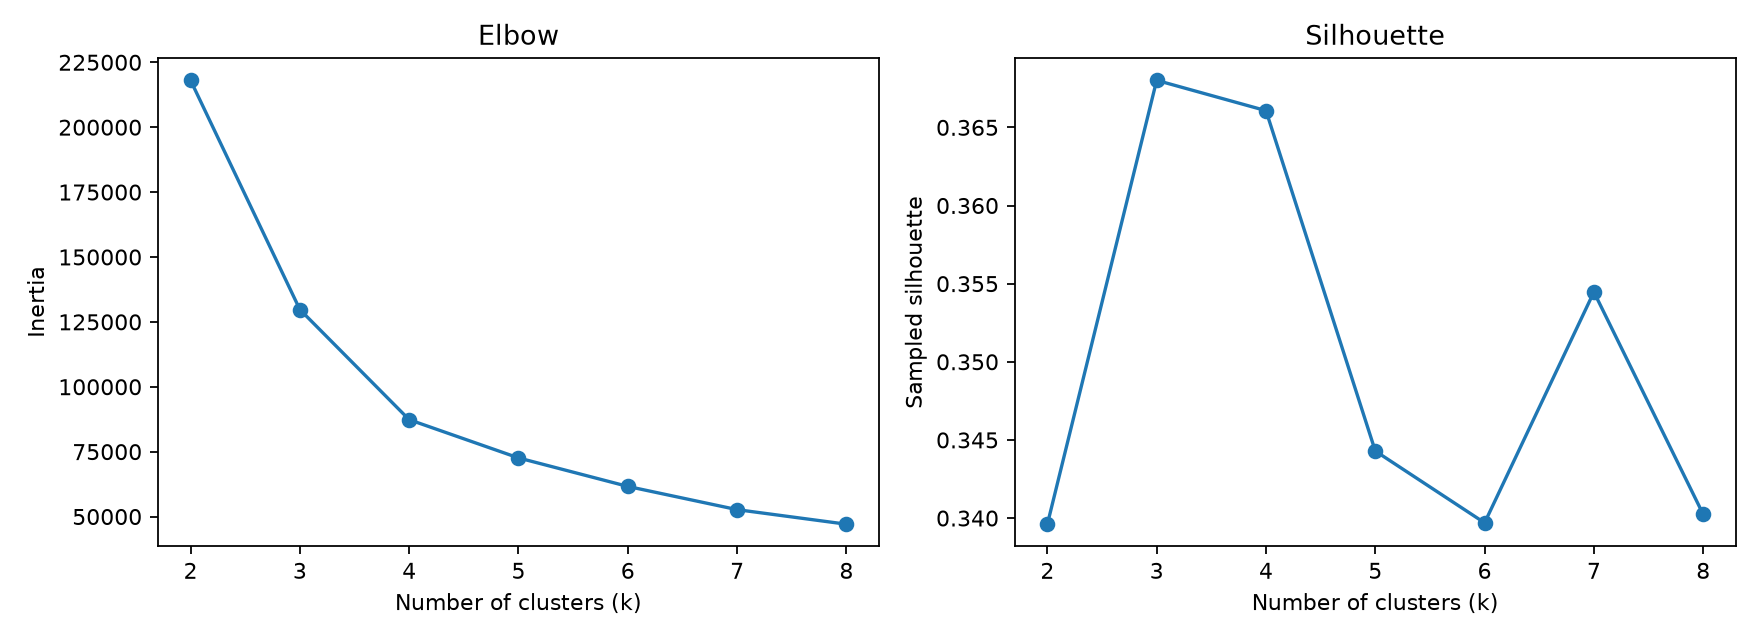 Elbow
225000
200000
175000
150000
125000
100000
75000
50000
Inertia
2 3 4 5 6 7 8
Number of clusters (k)
Silhouette
0.365
0.360
0.355
0.350
0.345
0.340
Sampled silhouette
2 3 4 5 6 7 8
Number of clusters (k)